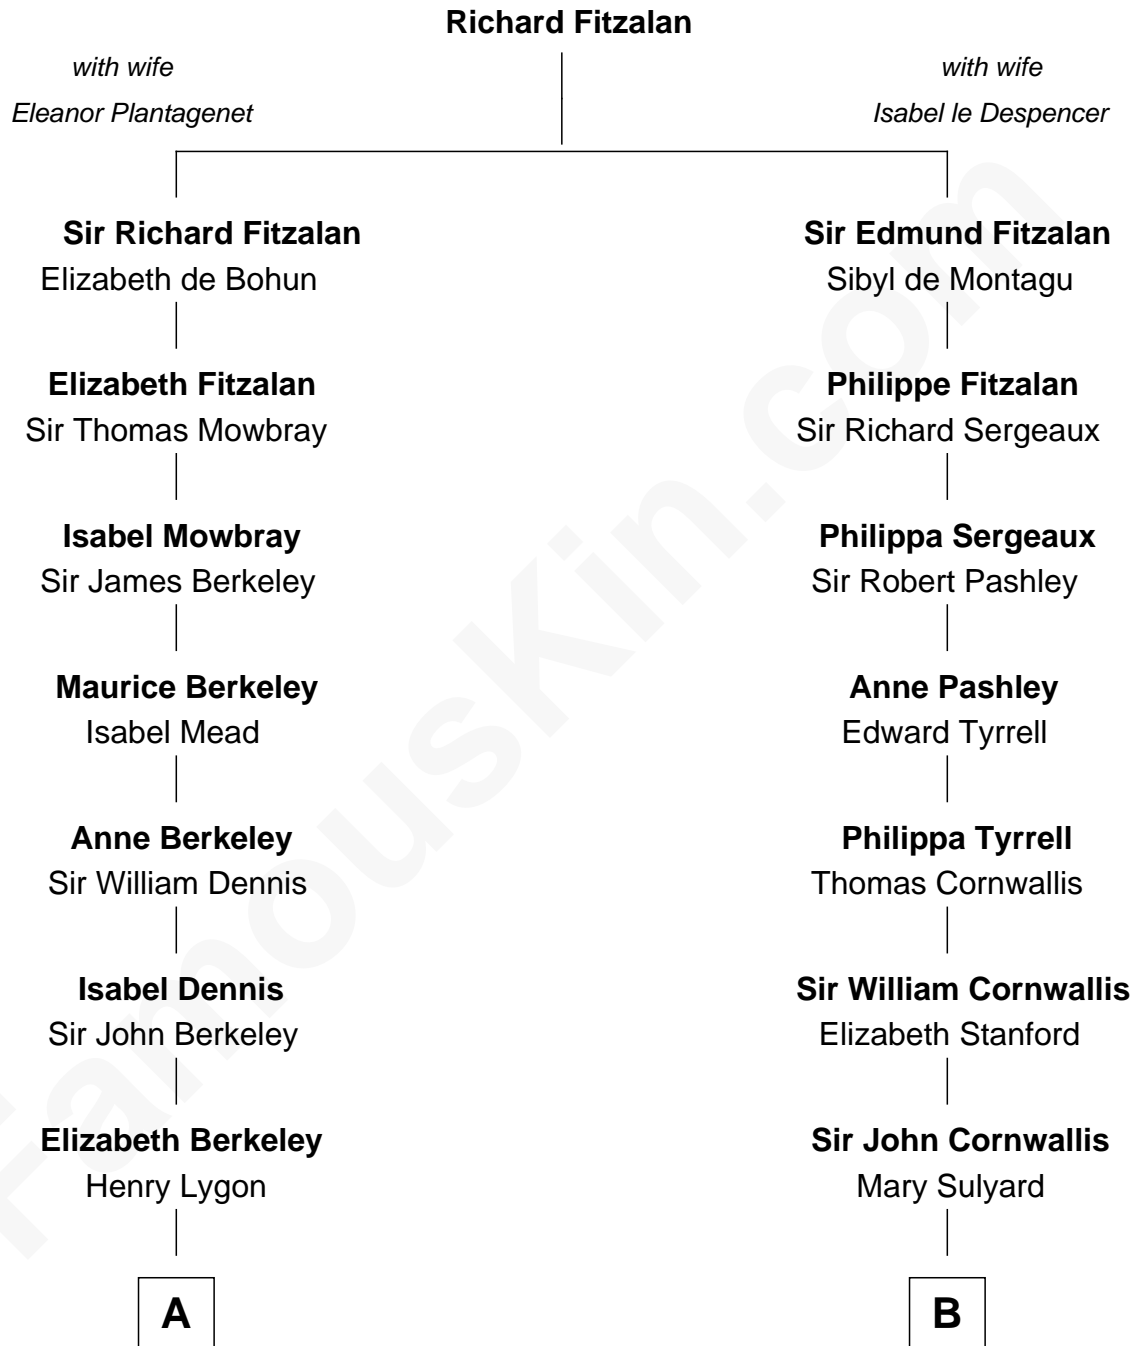 Richard Fitzalan
with wife
Eleanor Plantagenet
with wife
Isabel le Despencer
Sir Richard Fitzalan
Elizabeth de Bohun
Sir Edmund Fitzalan
Sibyl de Montagu
Elizabeth Fitzalan
Sir Thomas Mowbray
Philippe Fitzalan
Sir Richard Sergeaux
Isabel Mowbray
Sir James Berkeley
Philippa Sergeaux
Sir Robert Pashley
Maurice Berkeley
Isabel Mead
Anne Pashley
Edward Tyrrell
Anne Berkeley
Sir William Dennis
Philippa Tyrrell
Thomas Cornwallis
Isabel Dennis
Sir John Berkeley
Sir William Cornwallis
Elizabeth Stanford
Elizabeth Berkeley
Henry Lygon
Sir John Cornwallis
Mary Sulyard
A
B
FamousKin.com